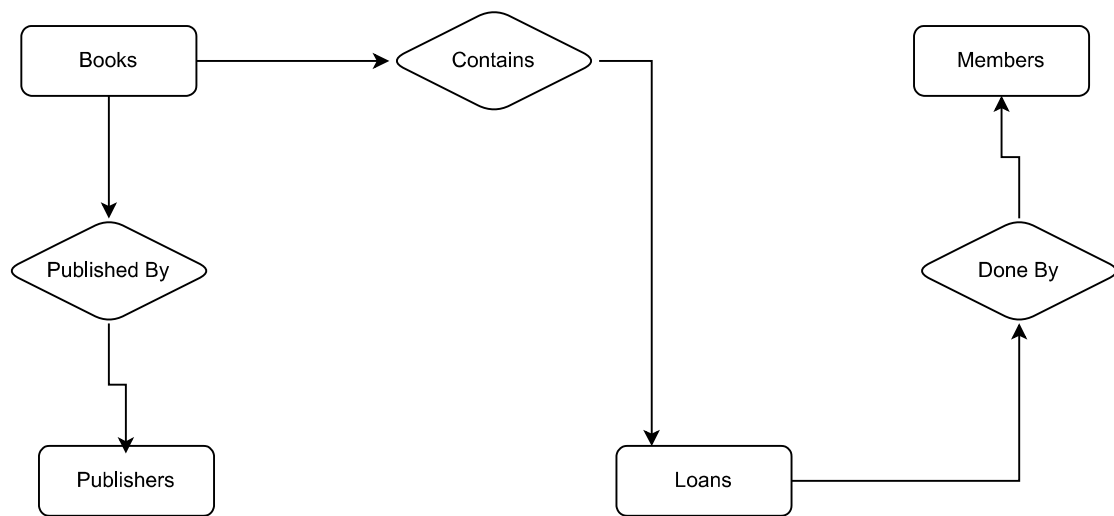 Books
Contains
Members
Published By
Done By
Publishers
Loans